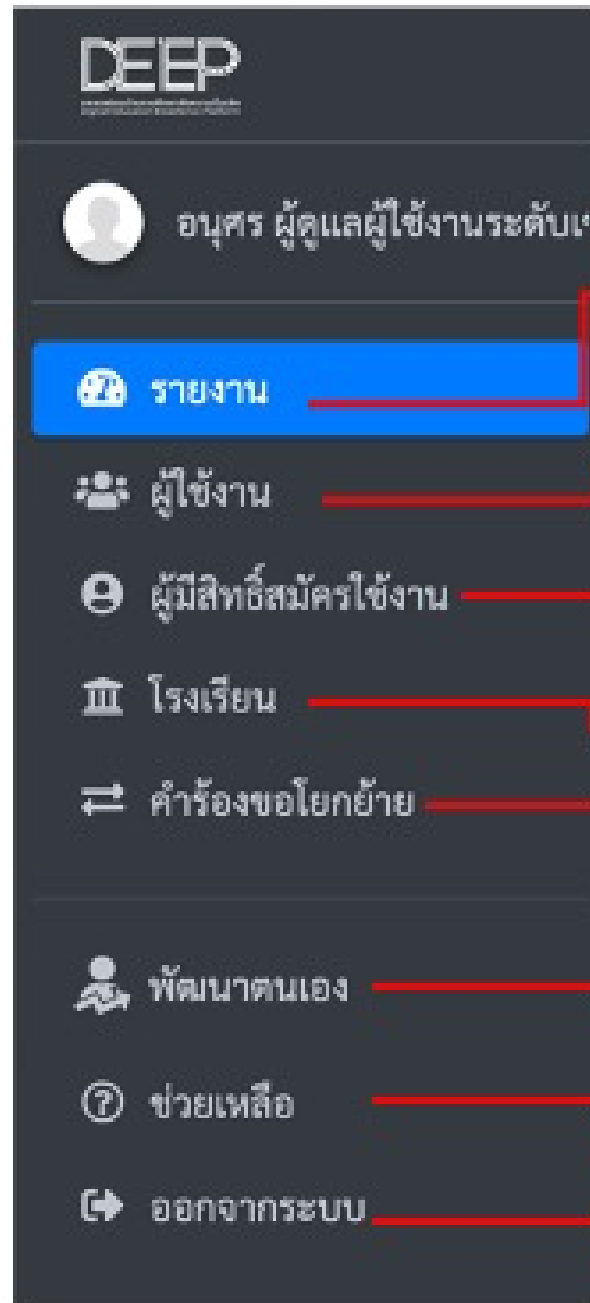 DEEP
อนุศร ผู้ดูแลผู้ใช้งานระดับเ
รายงาน
ผู้ใช้งาน
ผู้มีสิทธิ์สมัครใช้งาน
โรงเรียน
คำร้องขอโยกย้าย
พัฒนาตนเอง
ช่วยเหลือ
ออกจากระบบ